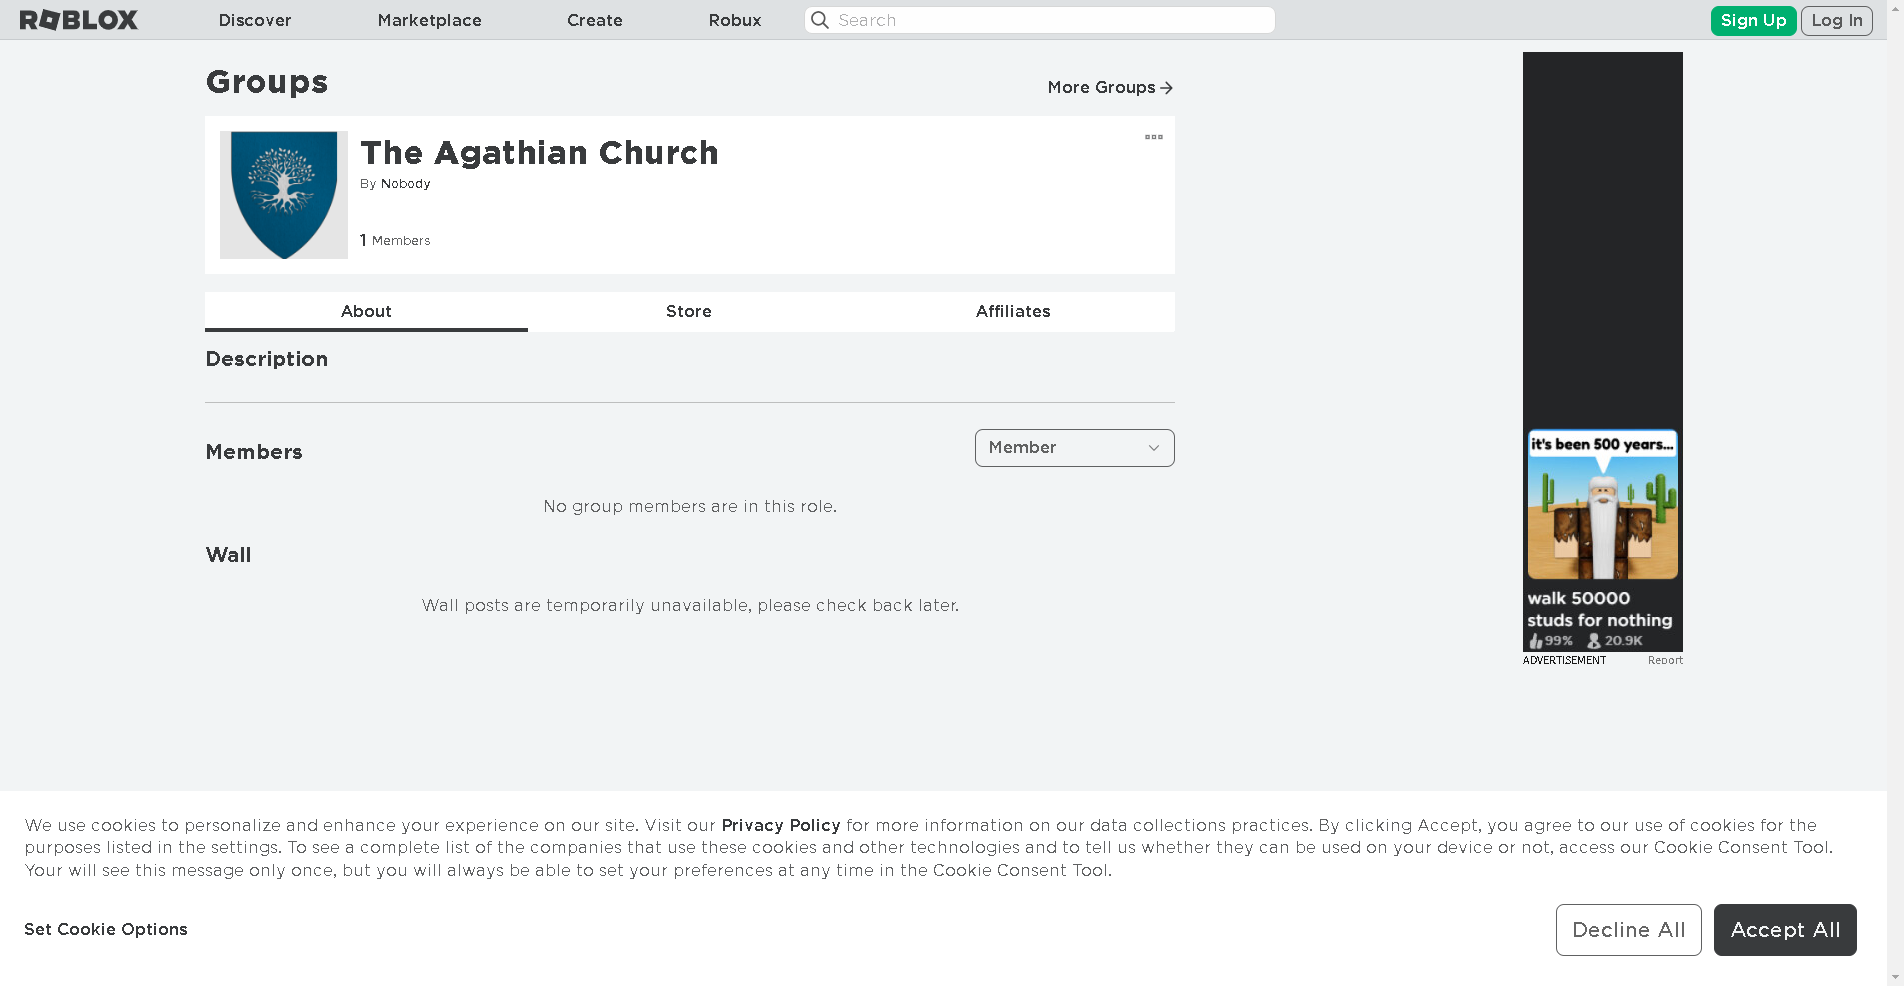 ROBLOX
Discover
Marketplace
Create
Robux
Search
Sign Up
Log In
Groups
More Groups
The Agathian Church
By Nobody
1 Members
About
Store
Affiliates
Description
Members
Member
No group members are in this role.
Wall
Wall posts are temporarily unavailable, please check back later.
it's been 500 years...
walk 50000
studs for nothing
99% 20.9K
ADVERTISEMENT
Report
We use cookies to personalize and enhance your experience on our site. Visit our Privacy Policy for more information on our data collections practices. By clicking Accept, you agree to our use of cookies for the
purposes listed in the settings. To see a complete list of the companies that use these cookies and other technologies and to tell us whether they can be used on your device or not, access our Cookie Consent Tool.
Your will see this message only once, but you will always be able to set your preferences at any time in the Cookie Consent Tool.
Set Cookie Options
Decline All
Accept All